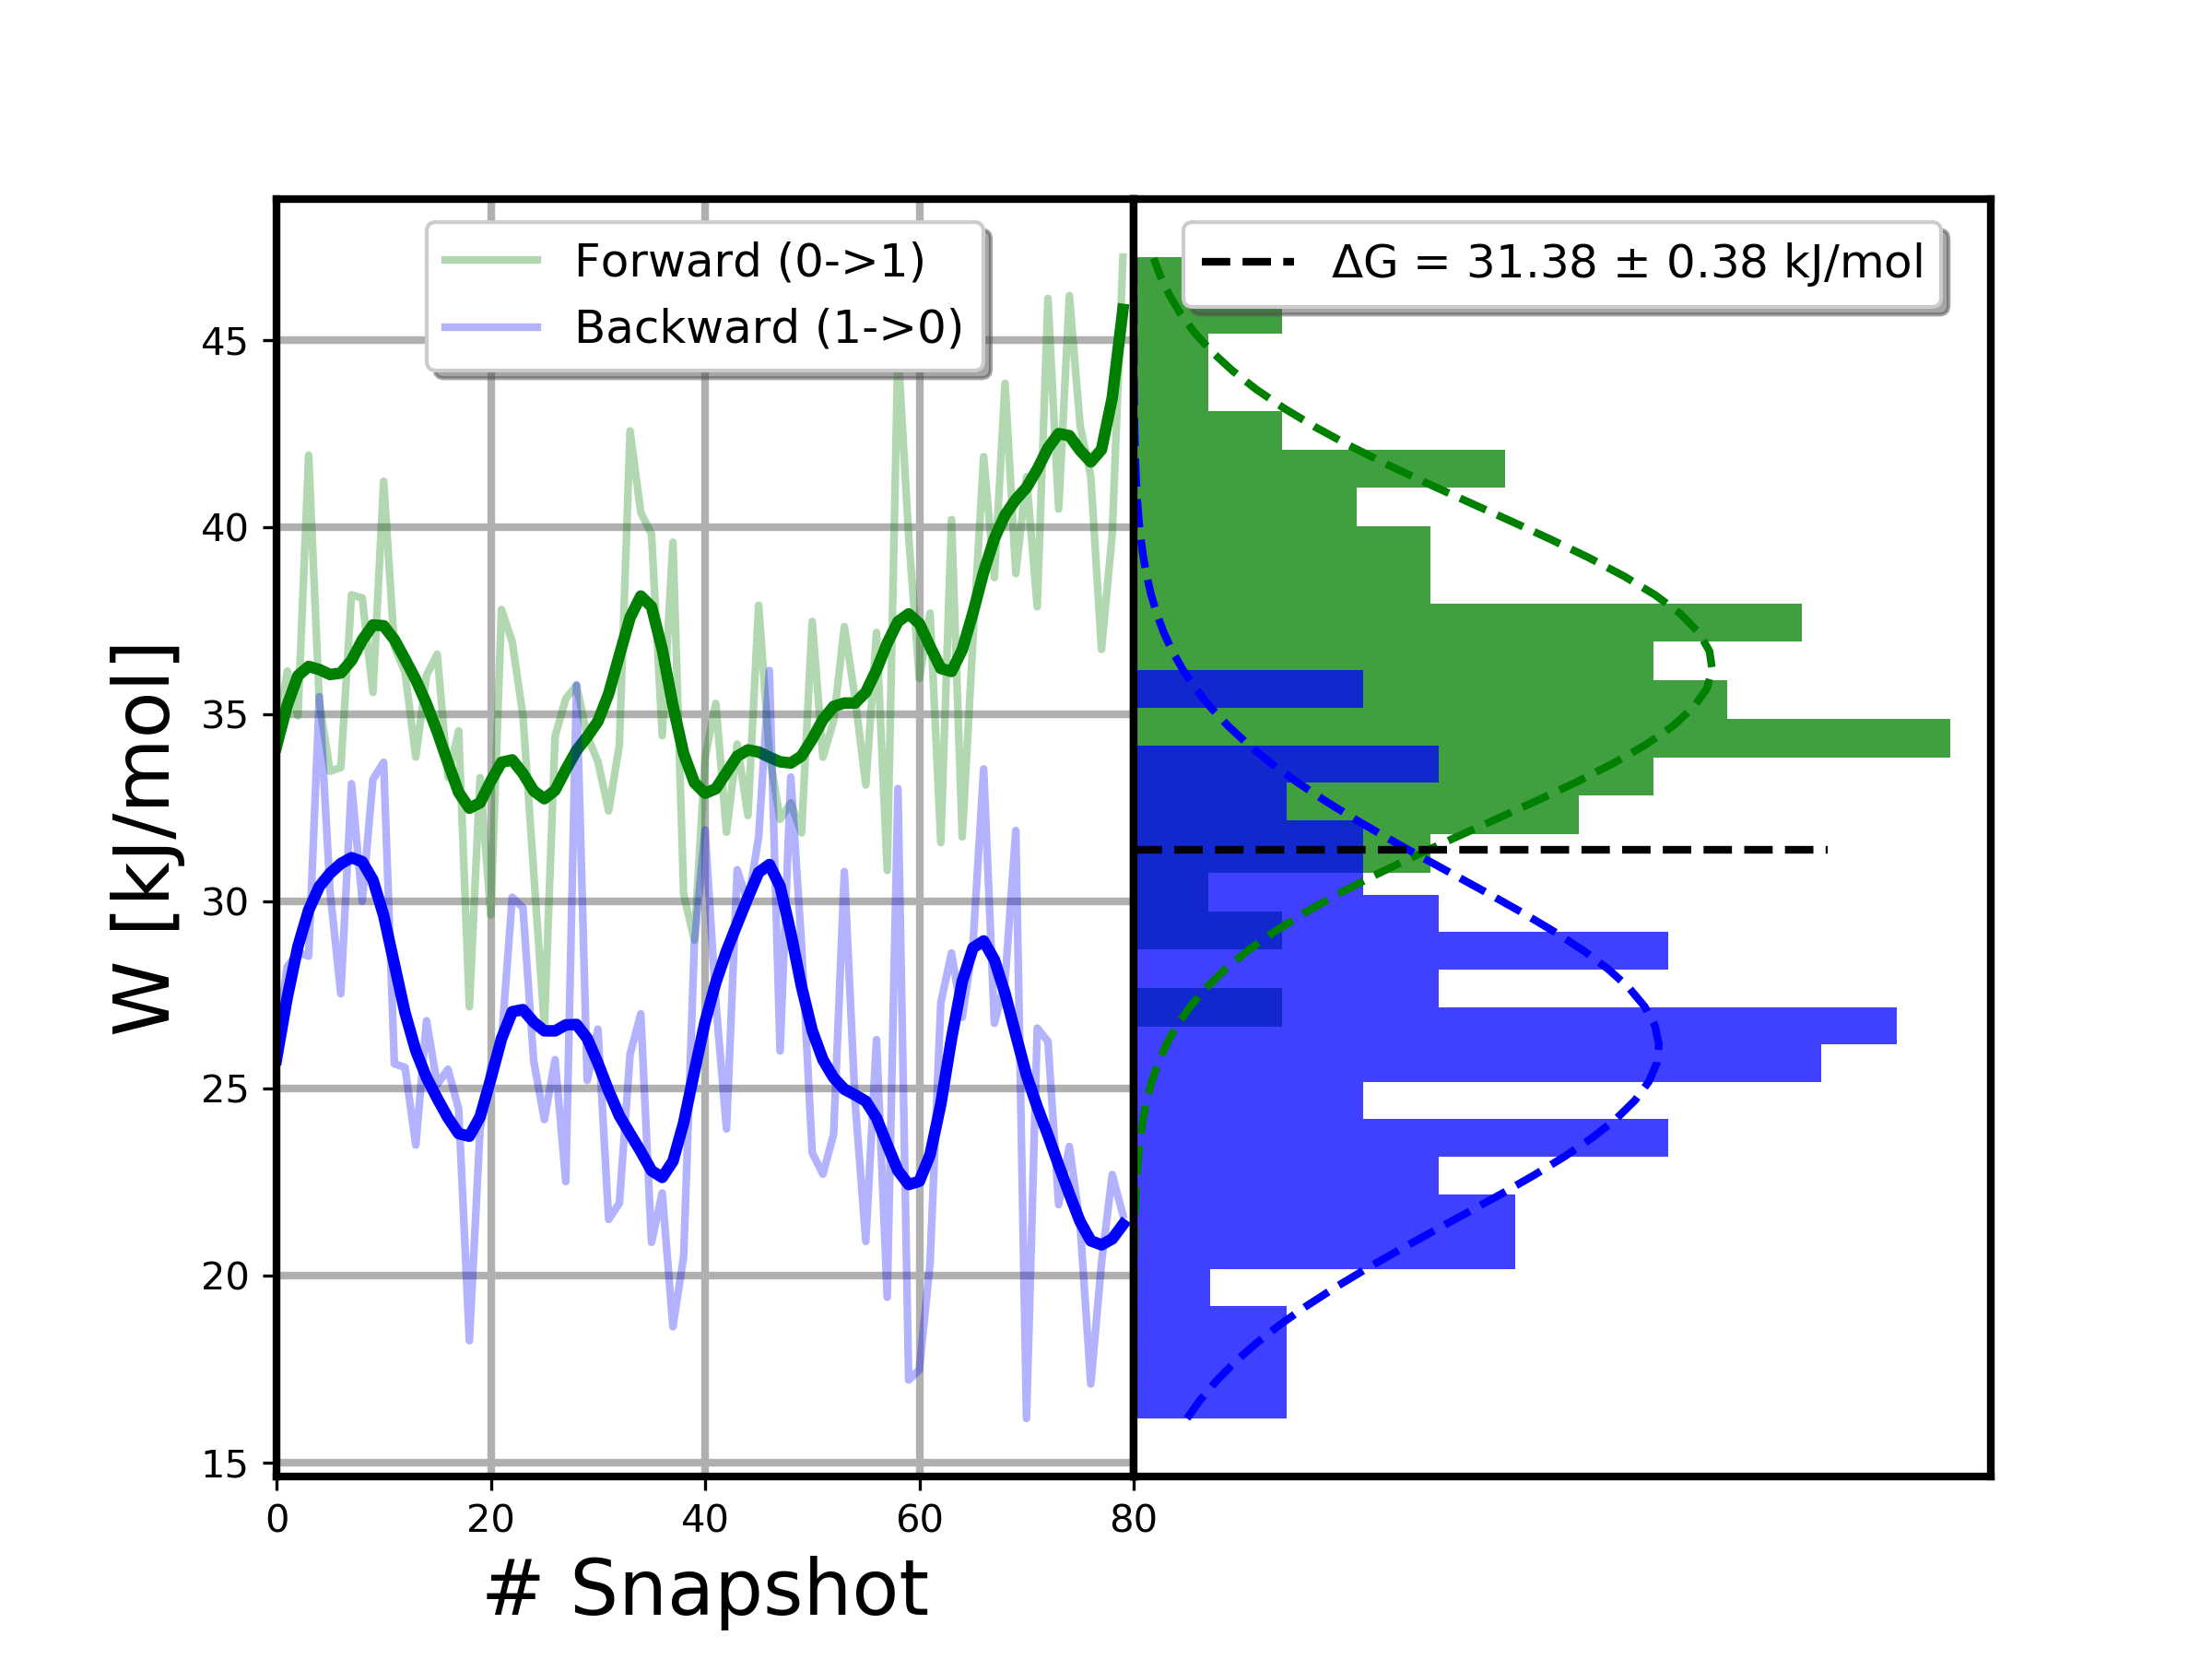 Forward (0->1)
Backward (1->0)
ΔG = 31.38 ± 0.38 kJ/mol
W [kJ/mol]
45
40
35
30
25
20
15
0 20 40 60 80
# Snapshot